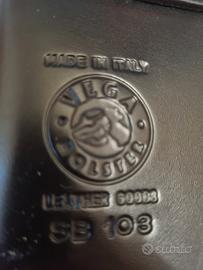 MADE IN ITALY
VEGA
HOLSTER
LEATHER GOODS
SB 103
subito